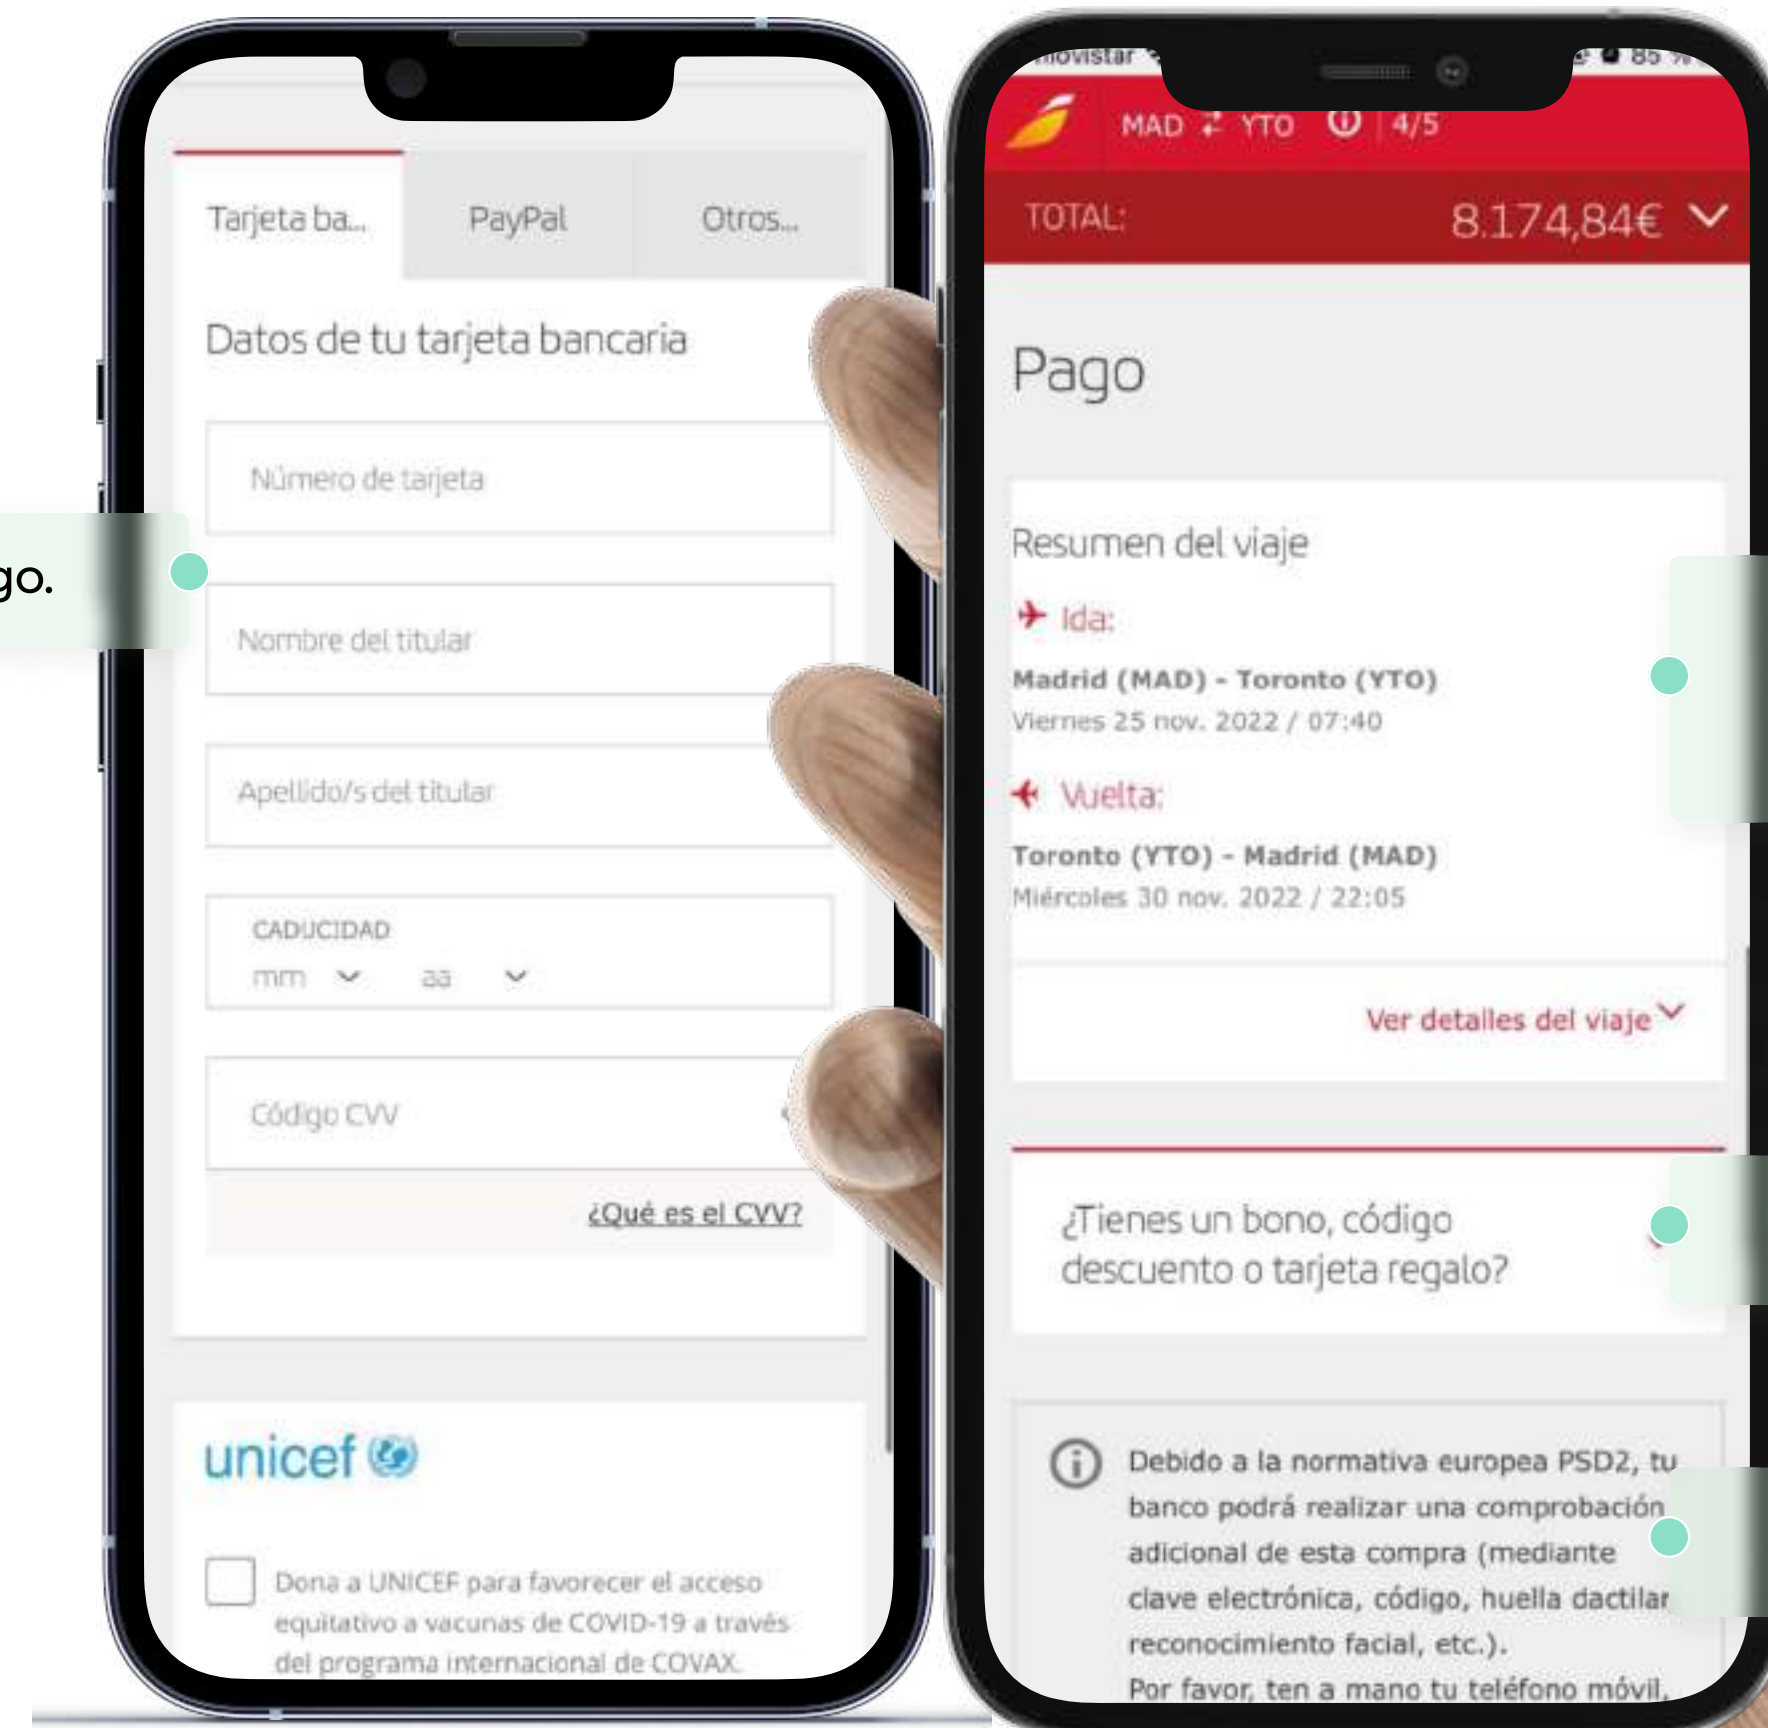 go.
Tarjeta ba...
PayPal
Otros...
Datos de tu tarjeta bancaria
Número de tarjeta
Nombre del titular
Apellido/s del titular
CADUCIDAD
mm aa
Código CVV
¿Qué es el CVV?
unicef
Dona a UNICEF para favorecer el acceso
equitativo a vacunas de COVID-19 a través
del programa internacional de COVAX.
movistar 85 %
MAD ⇄ YTO 4/5
TOTAL: 8.174,84€
Pago
Resumen del viaje
Ida:
Madrid (MAD) - Toronto (YTO)
Viernes 25 nov. 2022 / 07:40
Vuelta:
Toronto (YTO) - Madrid (MAD)
Miércoles 30 nov. 2022 / 22:05
Ver detalles del viaje
¿Tienes un bono, código
descuento o tarjeta regalo?
Debido a la normativa europea PSD2, tu
banco podrá realizar una comprobación
adicional de esta compra (mediante
clave electrónica, código, huella dactilar,
reconocimiento facial, etc.).
Por favor, ten a mano tu teléfono móvil.